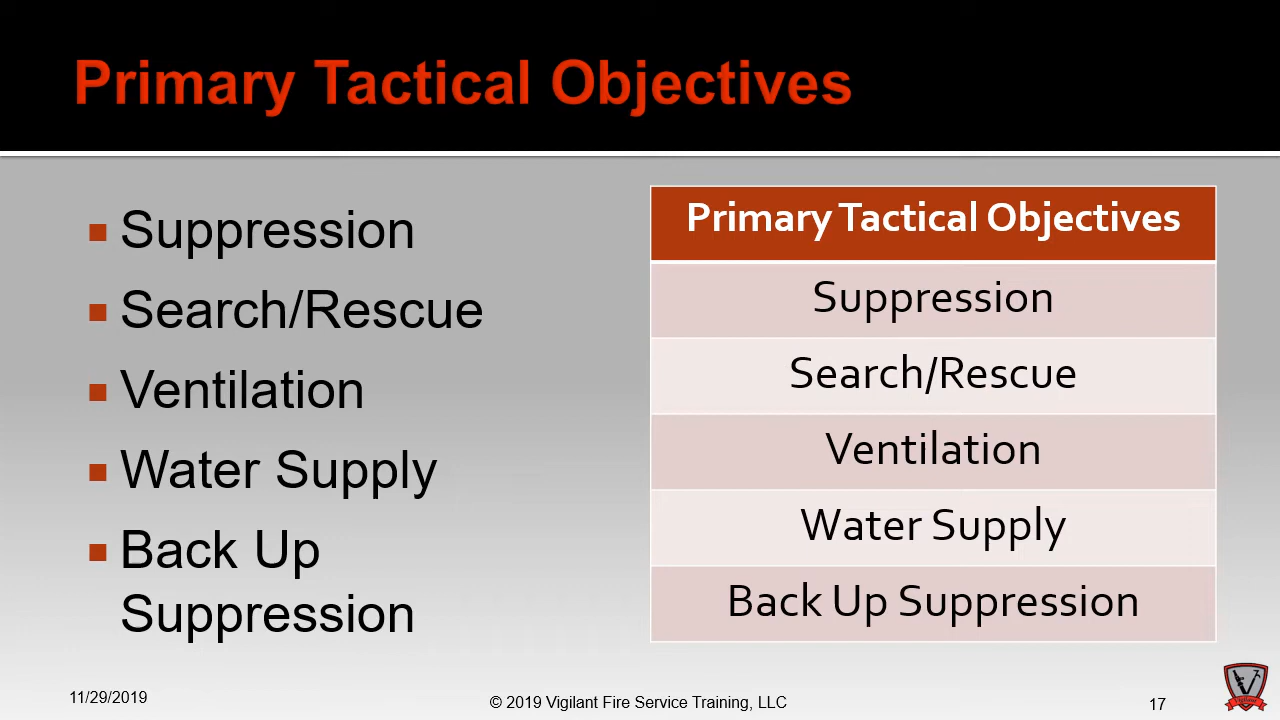 Primary Tactical Objectives
Suppression
Search/Rescue
Ventilation
Water Supply
Back Up
Suppression
Primary Tactical Objectives
Suppression
Search/Rescue
Ventilation
Water Supply
Back Up Suppression
11/29/2019
© 2019 Vigilant Fire Service Training, LLC
17
Vigilant